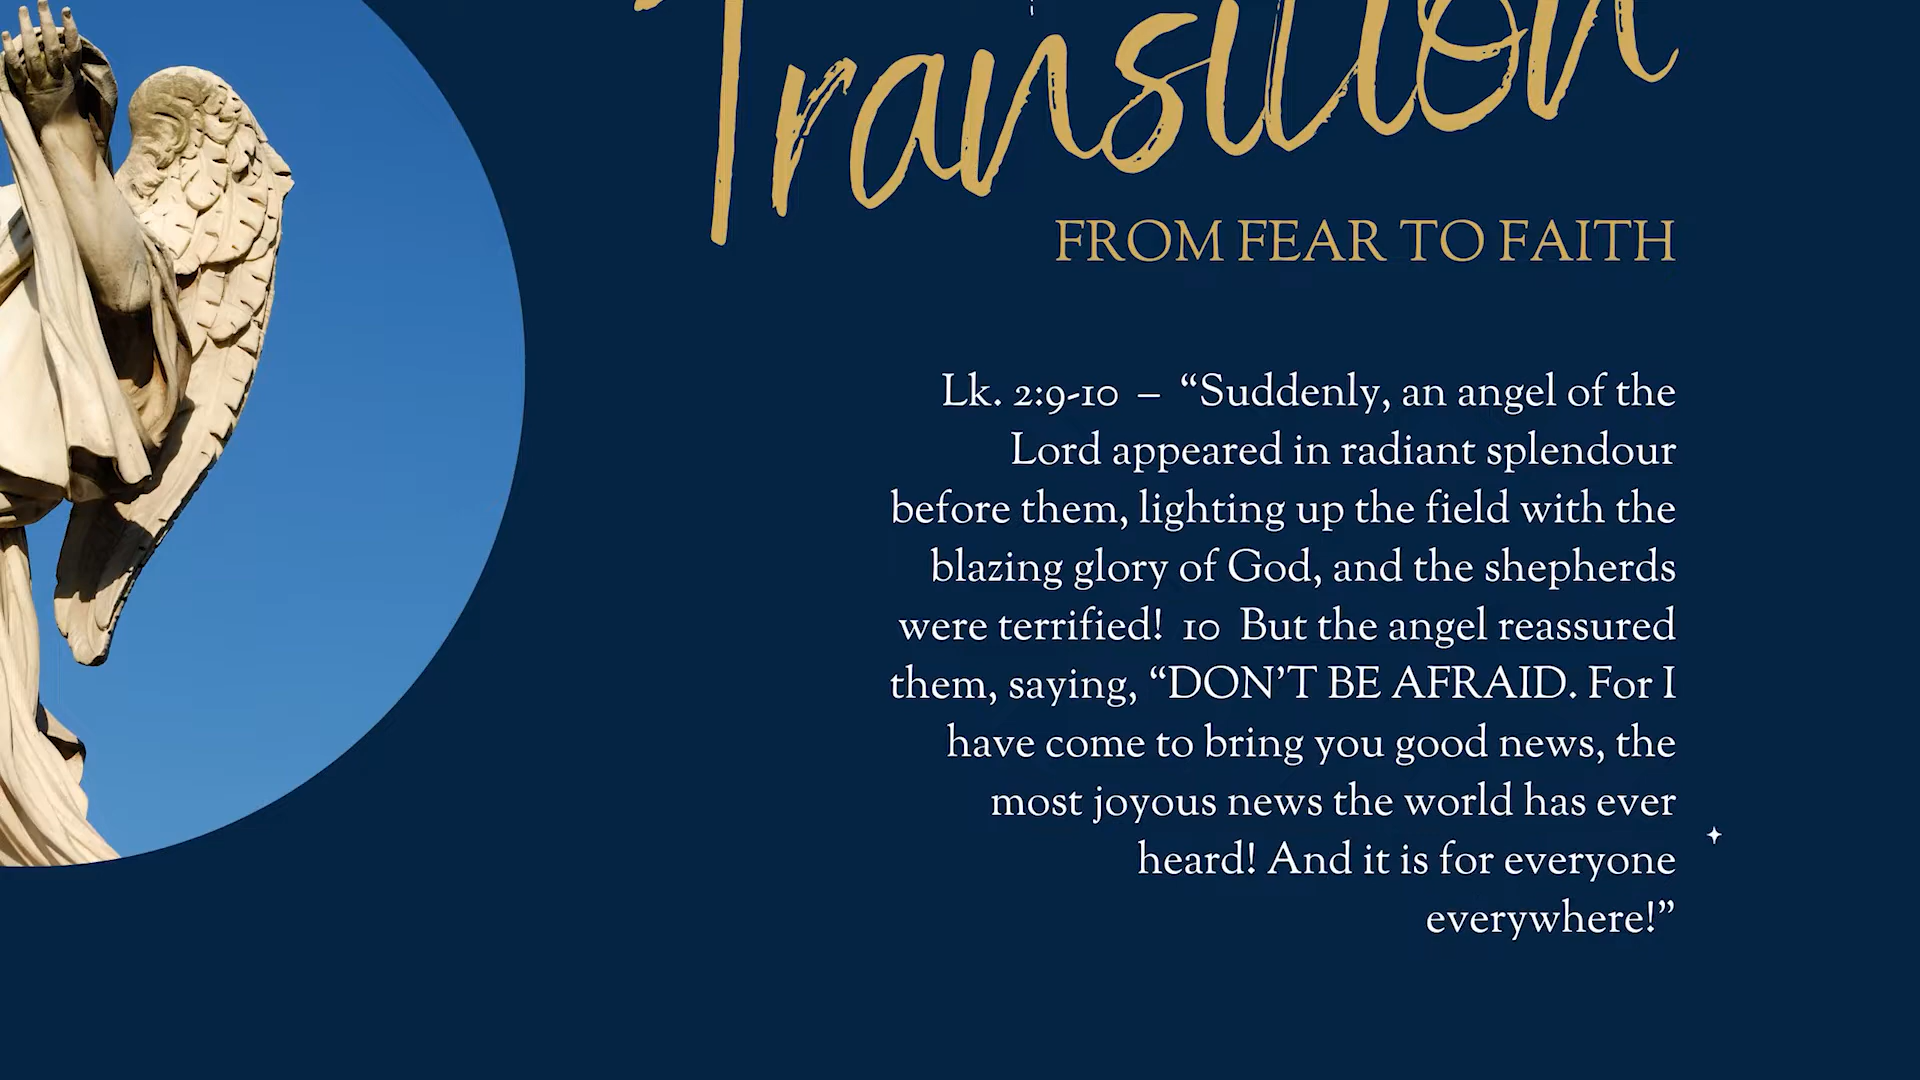 Transition
FROM FEAR TO FAITH
Lk. 2:9-10 – “Suddenly, an angel of the
Lord appeared in radiant splendour
before them, lighting up the field with the
blazing glory of God, and the shepherds
were terrified! 10 But the angel reassured
them, saying, “DON’T BE AFRAID. For I
have come to bring you good news, the
most joyous news the world has ever
heard! And it is for everyone
everywhere!”